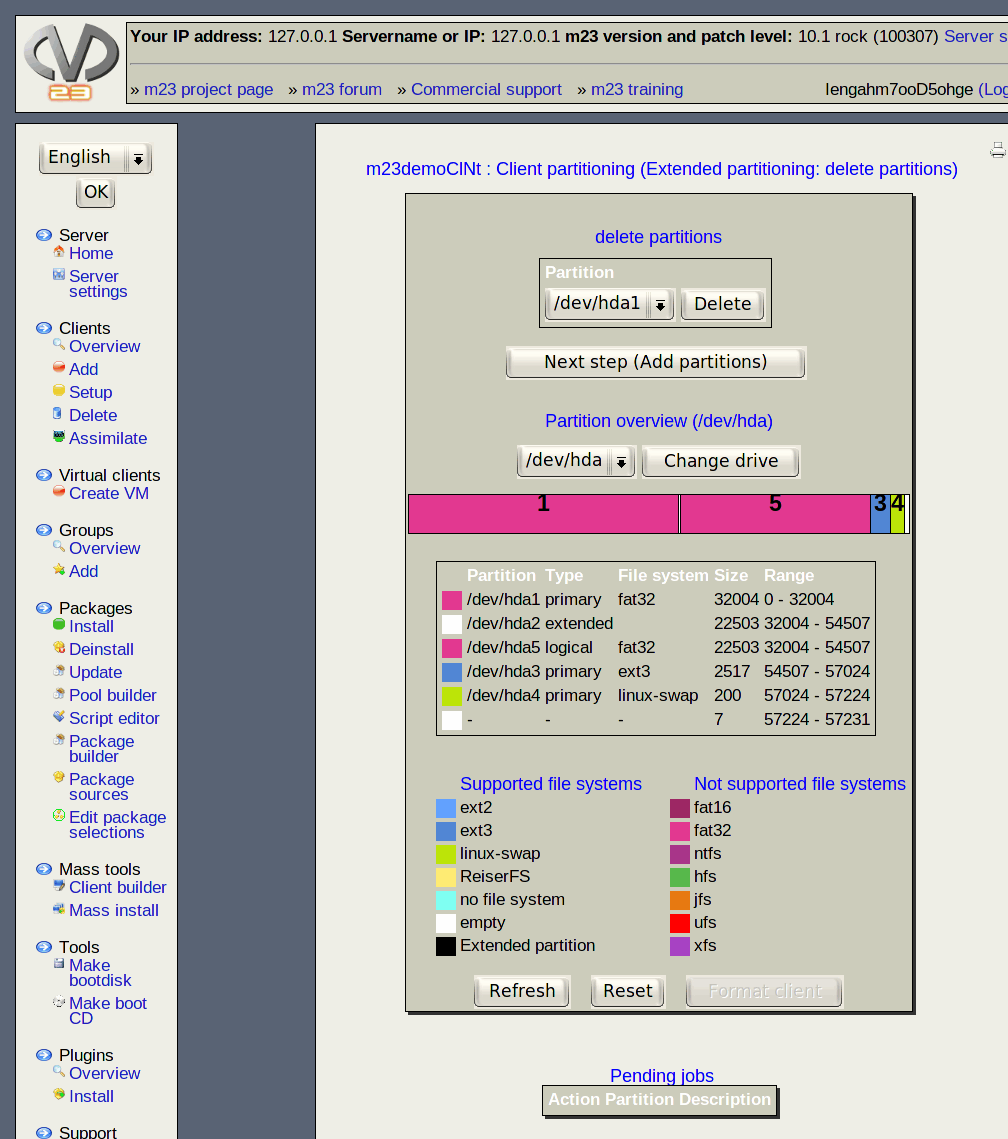 Your IP address: 127.0.0.1 Servername or IP: 127.0.0.1 m23 version and patch level: 10.1 rock (100307) Server s
23
» m23 project page » m23 forum » Commercial support » m23 training
lengahm7ooD5ohge (Log
English
OK
Server
Home
Server
settings
Clients
Overview
Add
Setup
Delete
Assimilate
Virtual clients
Create VM
Groups
Overview
Add
Packages
Install
Deinstall
Update
Pool builder
Script editor
Package
builder
Package
sources
Edit package
selections
Mass tools
Client builder
Mass install
Tools
Make
bootdisk
Make boot
CD
Plugins
Overview
Install
Support
m23demoClNt : Client partitioning (Extended partitioning: delete partitions)
delete partitions
Partition
/dev/hda1 Delete
Next step (Add partitions)
Partition overview (/dev/hda)
/dev/hda Change drive
1 5 3 4
Partition Type File system Size Range
/dev/hda1 primary fat32 32004 0 - 32004
/dev/hda2 extended 22503 32004 - 54507
/dev/hda5 logical fat32 22503 32004 - 54507
/dev/hda3 primary ext3 2517 54507 - 57024
/dev/hda4 primary linux-swap 200 57024 - 57224
- - - 7 57224 - 57231
Supported file systems Not supported file systems
ext2 fat16
ext3 fat32
linux-swap ntfs
ReiserFS hfs
no file system jfs
empty ufs
Extended partition xfs
Refresh Reset Format client
Pending jobs
Action Partition Description